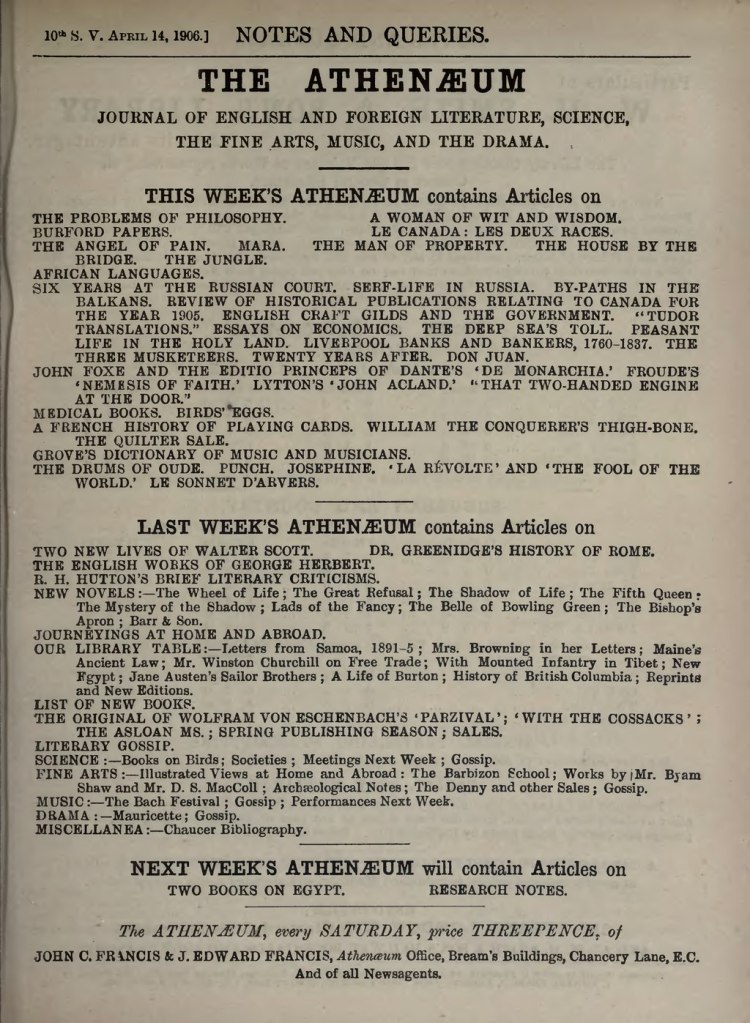 10th S. V. APRIL 14, 1906.] NOTES AND QUERIES.
THE ATHENÆUM
JOURNAL OF ENGLISH AND FOREIGN LITERATURE, SCIENCE,
THE FINE ARTS, MUSIC, AND THE DRAMA.
THIS WEEK'S ATHENÆUM contains Articles on
THE PROBLEMS OF PHILOSOPHY. A WOMAN OF WIT AND WISDOM.
BURFORD PAPERS. LE CANADA: LES DEUX RACES.
THE ANGEL OF PAIN. MARA. THE MAN OF PROPERTY. THE HOUSE BY THE
BRIDGE. THE JUNGLE.
AFRICAN LANGUAGES.
SIX YEARS AT THE RUSSIAN COURT. SERF-LIFE IN RUSSIA. BY-PATHS IN THE
BALKANS. REVIEW OF HISTORICAL PUBLICATIONS RELATING TO CANADA FOR
THE YEAR 1905. ENGLISH CRAFT GILDS AND THE GOVERNMENT. "TUDOR
TRANSLATIONS." ESSAYS ON ECONOMICS. THE DEEP SEA'S TOLL. PEASANT
LIFE IN THE HOLY LAND. LIVERPOOL BANKS AND BANKERS, 1760–1837. THE
THREE MUSKETEERS. TWENTY YEARS AFTER. DON JUAN.
JOHN FOXE AND THE EDITIO PRINCEPS OF DANTE'S 'DE MONARCHIA.' FROUDE'S
'NEMESIS OF FAITH.' LYTTON'S 'JOHN ACLAND.' "THAT TWO-HANDED ENGINE
AT THE DOOR."
MEDICAL BOOKS. BIRDS' EGGS.
A FRENCH HISTORY OF PLAYING CARDS. WILLIAM THE CONQUERER'S THIGH-BONE.
THE QUILTER SALE.
GROVE'S DICTIONARY OF MUSIC AND MUSICIANS.
THE DRUMS OF OUDE. PUNCH. JOSEPHINE. 'LA RÉVOLTE' AND 'THE FOOL OF THE
WORLD.' LE SONNET D'ARVERS.
LAST WEEK'S ATHENÆUM contains Articles on
TWO NEW LIVES OF WALTER SCOTT. DR. GREENIDGE'S HISTORY OF ROME.
THE ENGLISH WORKS OF GEORGE HERBERT.
R. H. HUTTON'S BRIEF LITERARY CRITICISMS.
NEW NOVELS:—The Wheel of Life; The Great Refusal; The Shadow of Life; The Fifth Queen;
The Mystery of the Shadow; Lads of the Fancy; The Belle of Bowling Green; The Bishop's
Apron; Barr & Son.
JOURNEYINGS AT HOME AND ABROAD.
OUR LIBRARY TABLE:—Letters from Samoa, 1891–5; Mrs. Browning in her Letters; Maine's
Ancient Law; Mr. Winston Churchill on Free Trade; With Mounted Infantry in Tibet; New
Egypt; Jane Austen's Sailor Brothers; A Life of Burton; History of British Columbia; Reprints
and New Editions.
LIST OF NEW BOOKS.
THE ORIGINAL OF WOLFRAM VON ESCHENBACH'S 'PARZIVAL'; 'WITH THE COSSACKS';
THE ASLOAN MS.; SPRING PUBLISHING SEASON; SALES.
LITERARY GOSSIP.
SCIENCE:—Books on Birds; Societies; Meetings Next Week; Gossip.
FINE ARTS:—Illustrated Views at Home and Abroad: The Barbizon School; Works by Mr. Byam
Shaw and Mr. D. S. MacColl; Archæological Notes; The Denny and other Sales; Gossip.
MUSIC:—The Bach Festival; Gossip; Performances Next Week.
DRAMA:—Mauricette; Gossip.
MISCELLANEA:—Chaucer Bibliography.
NEXT WEEK'S ATHENÆUM will contain Articles on
TWO BOOKS ON EGYPT. RESEARCH NOTES.
The ATHENÆUM, every SATURDAY, price THREEPENCE, of
JOHN C. FRANCIS & J. EDWARD FRANCIS, Athenæum Office, Bream's Buildings, Chancery Lane, E.C.
And of all Newsagents.